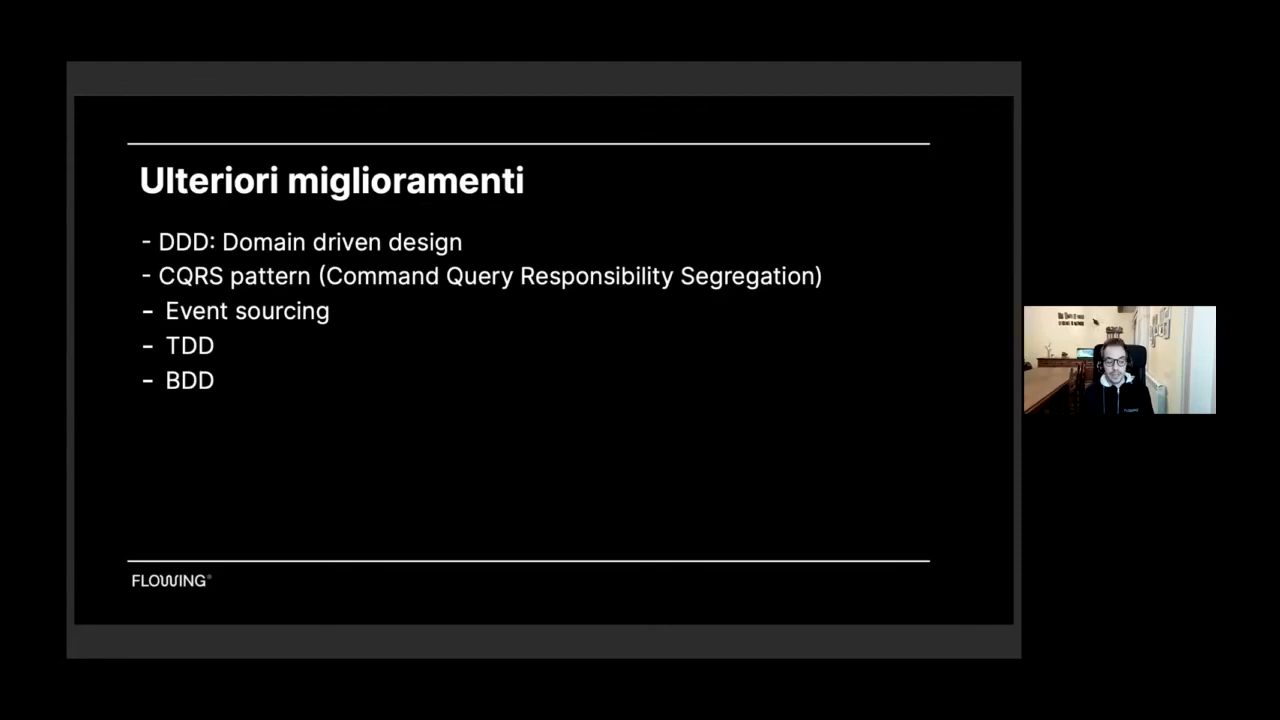 Ulteriori miglioramenti
- DDD: Domain driven design
- CQRS pattern (Command Query Responsibility Segregation)
- Event sourcing
- TDD
- BDD
FLOWING®